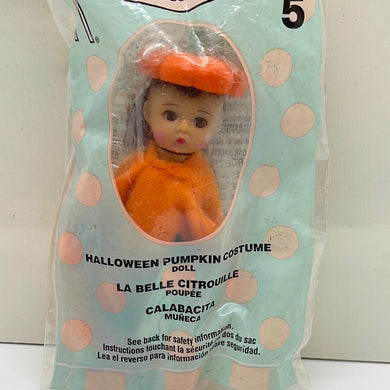 5
HALLOWEEN PUMPKIN COSTUME
DOLL
LA BELLE CITROUILLE
POUPÉE
CALABACITA
MUÑECA
See back for safety information.
Instructions touchant la sécurité au dos du sac
Lea el reverso para información de seguridad.